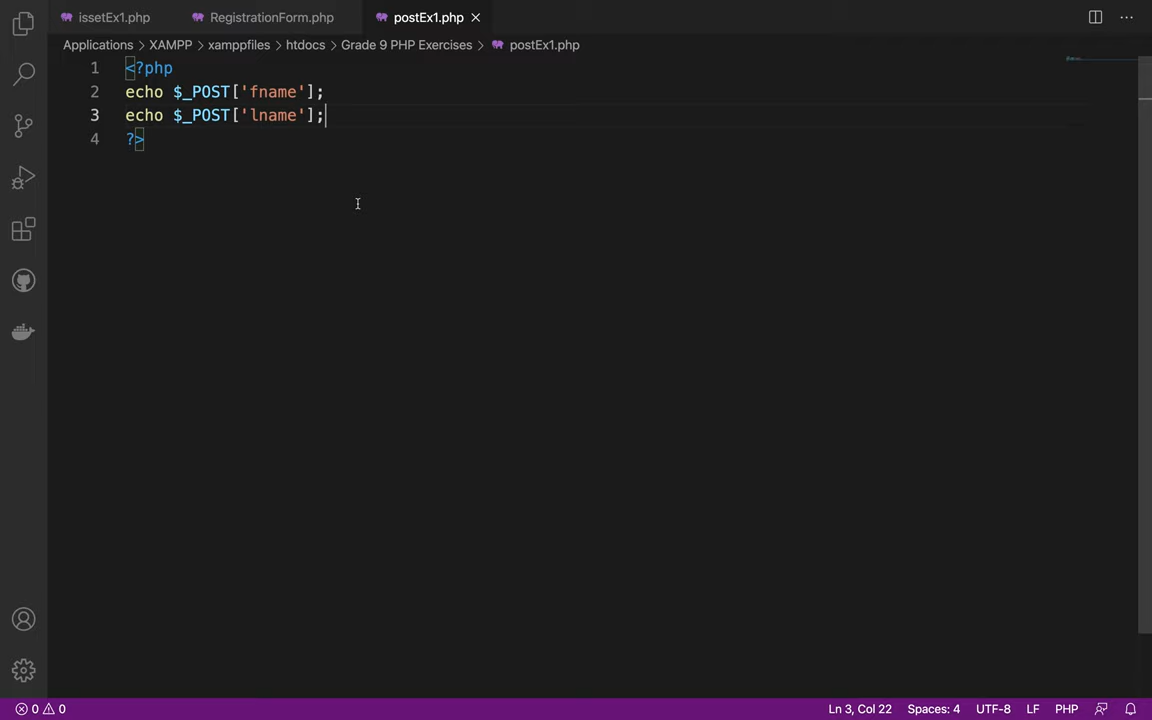 issetEx1.php RegistrationForm.php postEx1.php
Applications > XAMPP > xamppfiles > htdocs > Grade 9 PHP Exercises > postEx1.php
1 <?php
2 echo $_POST['fname'];
3 echo $_POST['lname'];
4 ?>
0 0 Ln 3, Col 22 Spaces: 4 UTF-8 LF PHP